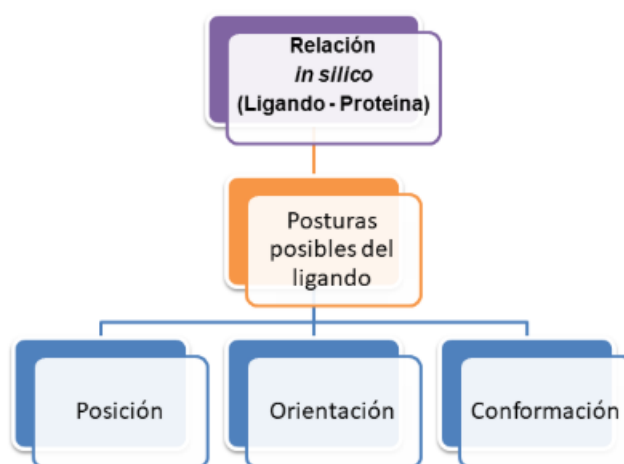 Relación
in silico
(Ligando - Proteína)
Posturas
posibles del
ligando
Posición
Orientación
Conformación